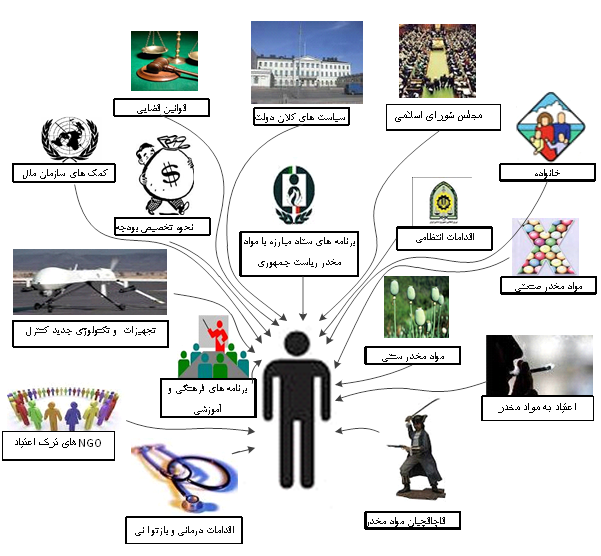 قوانین قضایی
سیاست های کلان دولت
مجلس شورای اسلامی
کمک های سازمان ملل
خانواده
نحوه تخصیص بودجه
برنامه های ستاد مبارزه با مواد
مخدر ریاست جمهوری
اقدامات انتظامی
مواد مخدر صنعتی
تجهیزات و تکنولوژی جدید کنترل
مواد مخدر سنتی
برنامه های فرهنگی و
آموزشی
اعتیاد به مواد مخدر
NGO های ترک اعتیاد
اقدامات درمانی و بازتوانی
قاچاقچیان مواد مخدر